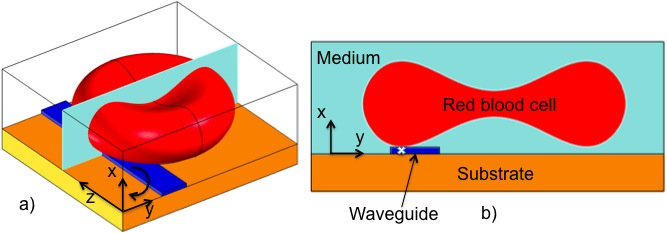 x
z
y
a)
Medium
Red blood cell
x
y
Substrate
Waveguide
b)